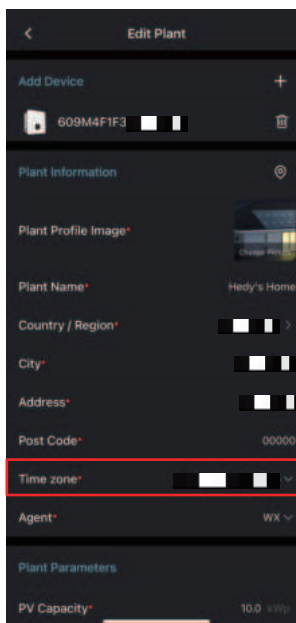 Edit Plant
Add Device +
609M4F1F3
Plant Information
Plant Profile Image*
Plant Name* Hedy's Home
Country / Region*
City*
Address*
Post Code* 00000
Time zone*
Agent* WX
Plant Parameters
PV Capacity* 10.0 kWp